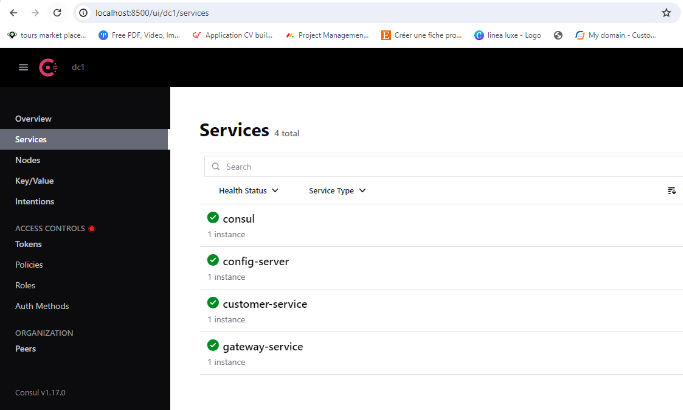 localhost:8500/ui/dc1/services
tours market place... Free PDF, Video, Im... Application CV buil... Project Managemen... Créer une fiche pro... linea luxe - Logo My domain - Custo...
dc1
Overview
Services
Nodes
Key/Value
Intentions
ACCESS CONTROLS
Tokens
Policies
Roles
Auth Methods
ORGANIZATION
Peers
Consul v1.17.0
Services 4 total
Search
Health Status Service Type
consul
1 instance
config-server
1 instance
customer-service
1 instance
gateway-service
1 instance